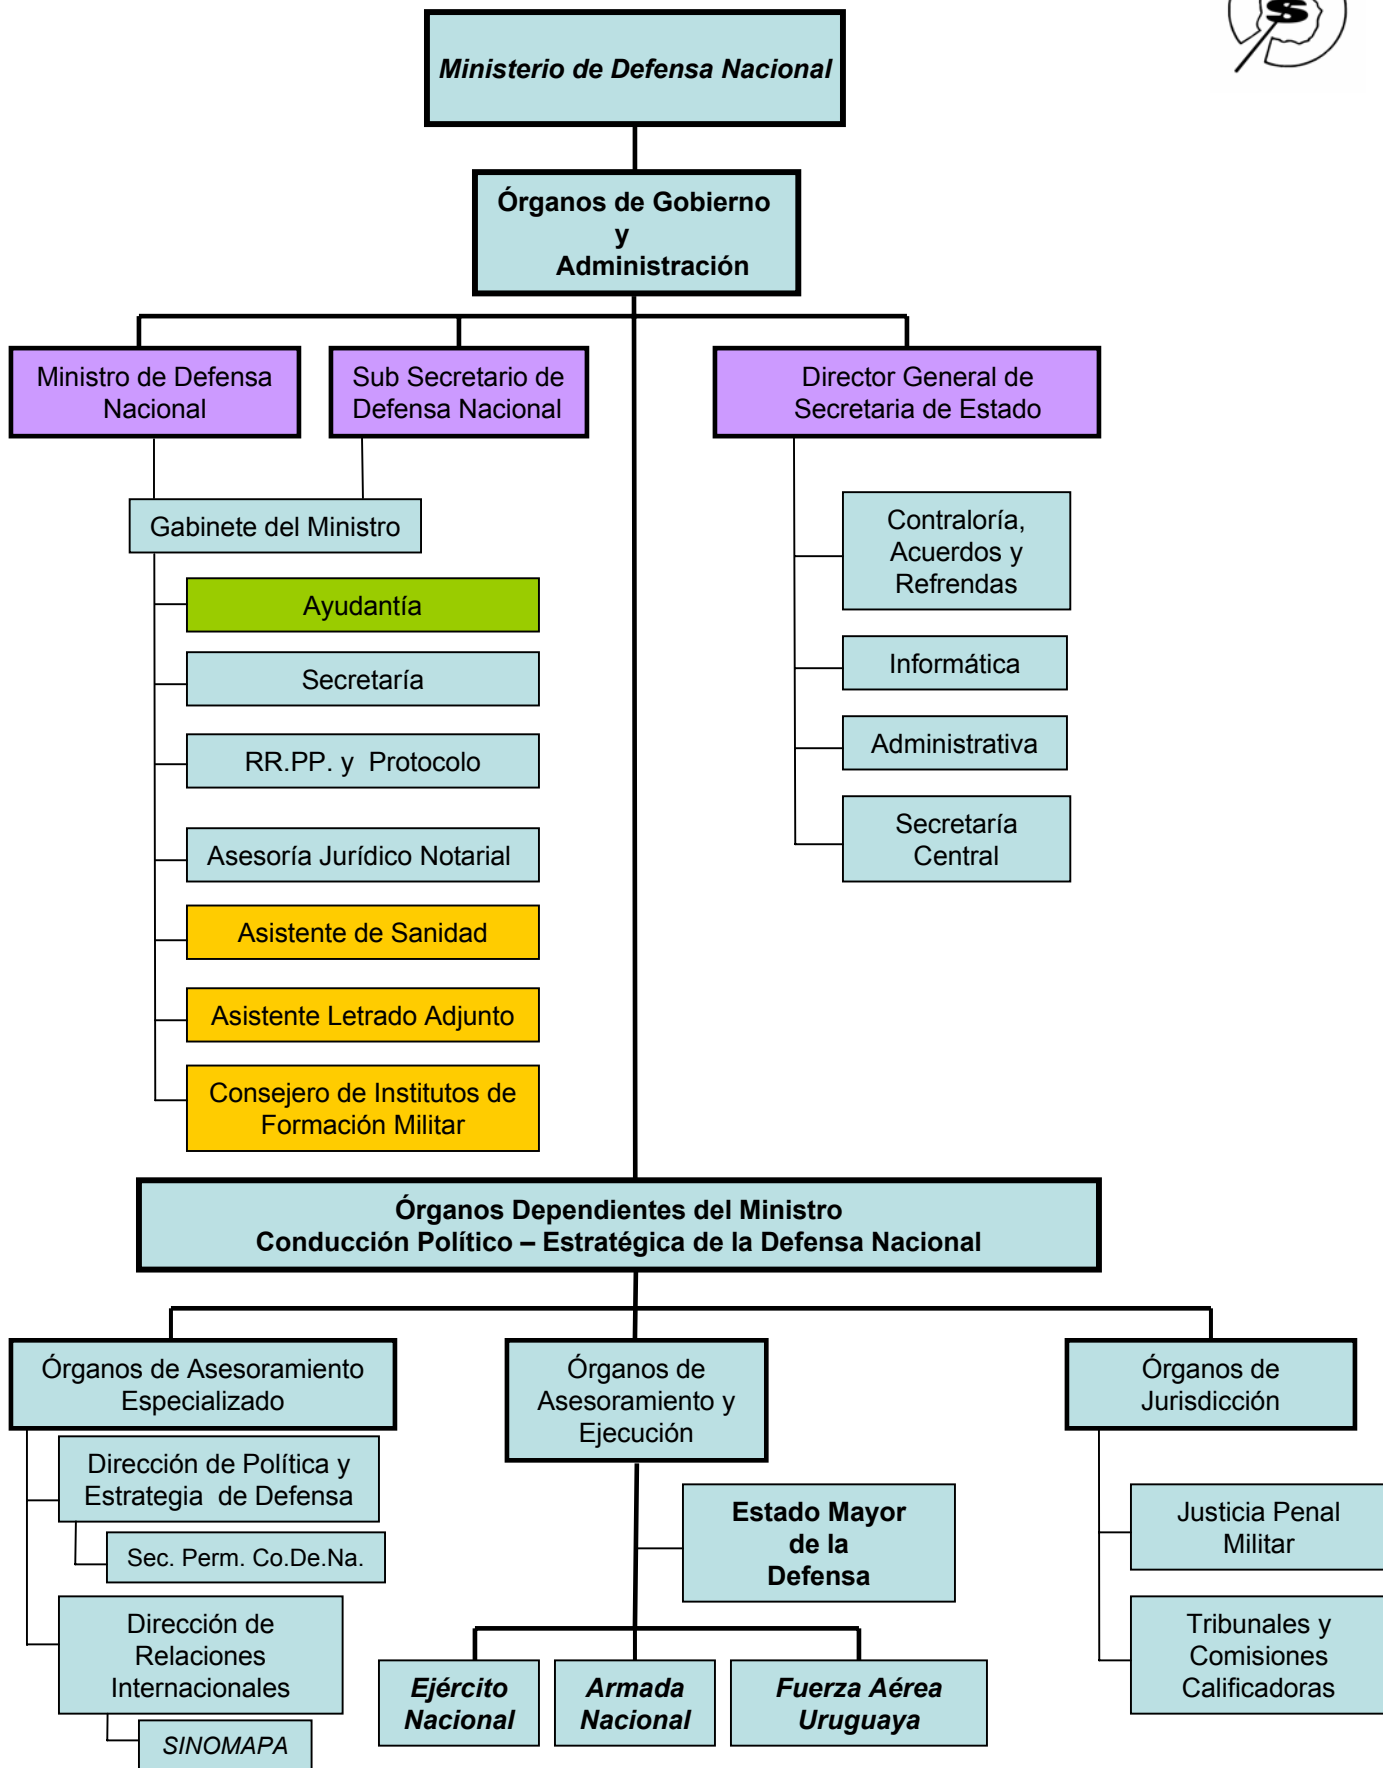 S
Ministerio de Defensa Nacional
Órganos de Gobierno
y
Administración
Ministro de Defensa
Nacional
Sub Secretario de
Defensa Nacional
Director General de
Secretaria de Estado
Gabinete del Ministro
Ayudantía
Secretaría
RR.PP. y Protocolo
Asesoría Jurídico Notarial
Asistente de Sanidad
Asistente Letrado Adjunto
Consejero de Institutos de
Formación Militar
Contraloría,
Acuerdos y
Refrendas
Informática
Administrativa
Secretaría
Central
Órganos Dependientes del Ministro
Conducción Político – Estratégica de la Defensa Nacional
Órganos de Asesoramiento
Especializado
Dirección de Política y
Estrategia de Defensa
Sec. Perm. Co.De.Na.
Dirección de
Relaciones
Internacionales
SINOMAPA
Órganos de
Asesoramiento y
Ejecución
Estado Mayor
de la
Defensa
Ejército
Nacional
Armada
Nacional
Fuerza Aérea
Uruguaya
Órganos de
Jurisdicción
Justicia Penal
Militar
Tribunales y
Comisiones
Calificadoras